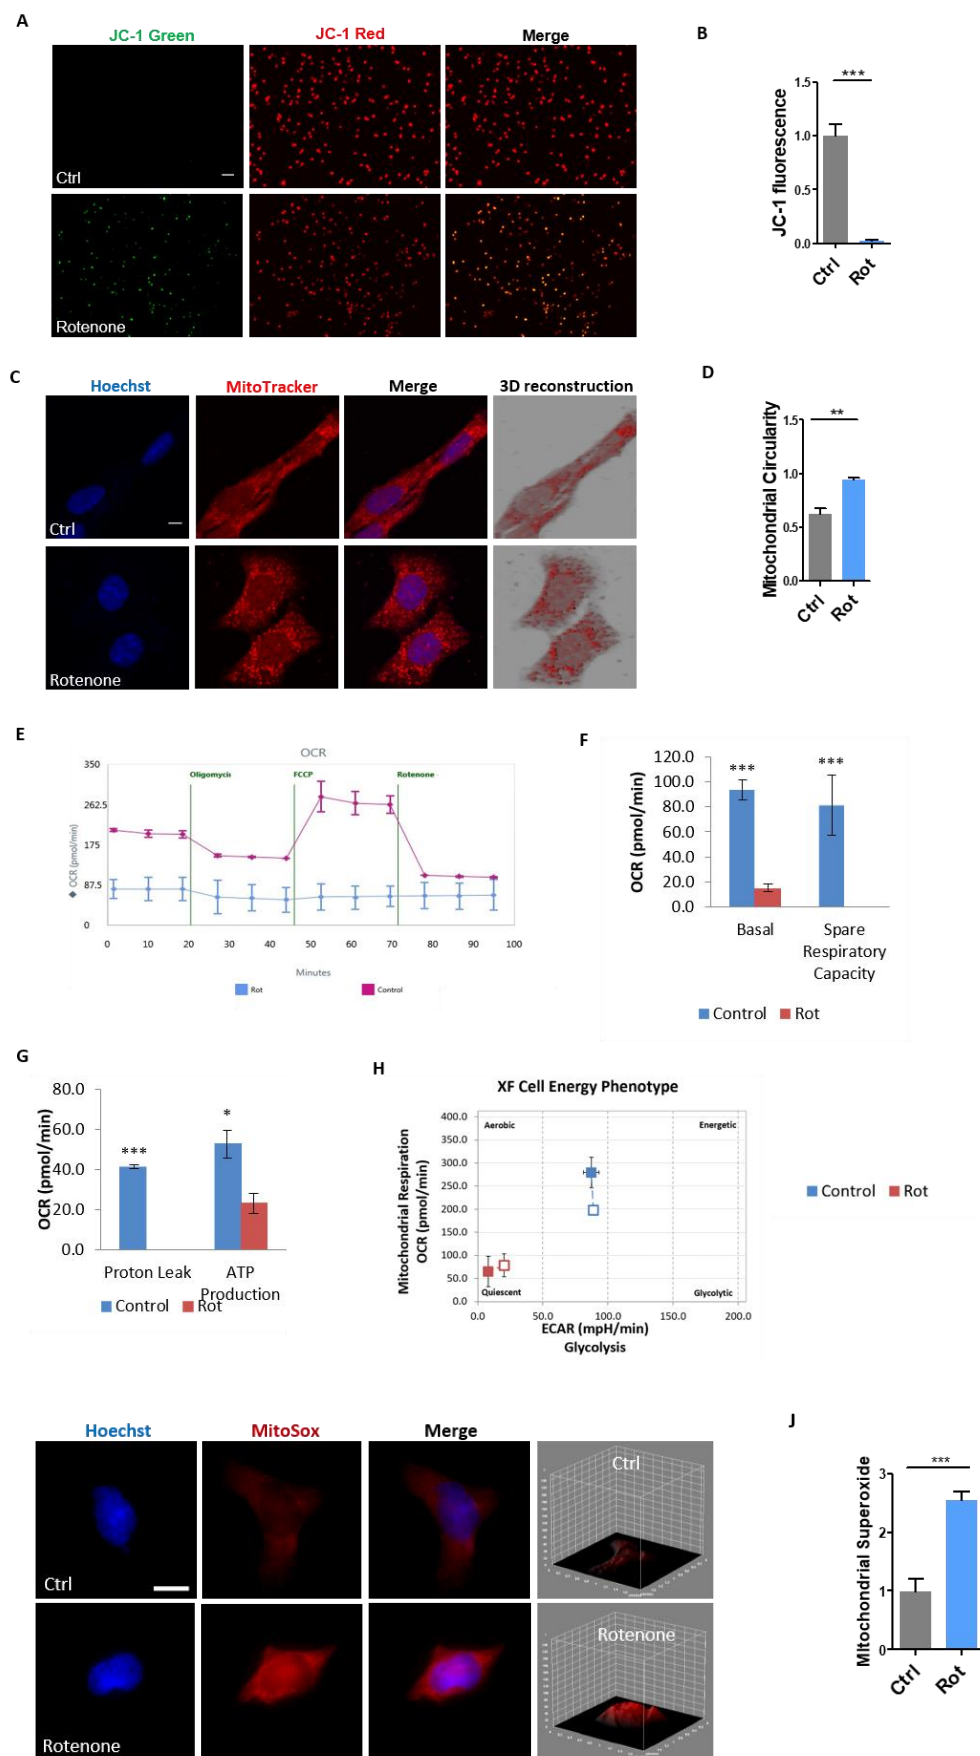 A
JC-1 Green
JC-1 Red
Merge
Ctrl
Rotenone
B
JC-1 fluorescence
1.5
1.0
0.5
0.0
***
Ctrl
Rot
C
Hoechst
MitoTracker
Merge
3D reconstruction
Ctrl
Rotenone
D
Mitochondrial Circularity
1.5
1.0
0.5
0.0
**
Ctrl
Rot
E
OCR
OCR (pmol/min)
350
262.5
175
87.5
0
Oligomycin
FCCP
Rotenone
0 10 20 30 40 50 60 70 80 90 100
Minutes
Rot
Control
F
OCR (pmol/min)
120.0
100.0
80.0
60.0
40.0
20.0
0.0
***
***
Basal
Spare
Respiratory
Capacity
Control
Rot
G
OCR (pmol/min)
80.0
60.0
40.0
20.0
0.0
***
*
Proton Leak
ATP
Production
Control
Rot
H
XF Cell Energy Phenotype
Mitochondrial Respiration
OCR (pmol/min)
400.0
350.0
300.0
250.0
200.0
150.0
100.0
50.0
0.0
Aerobic
Energetic
Quiescent
Glycolytic
0.0 50.0 100.0 150.0 200.0
ECAR (mpH/min)
Glycolysis
Control
Rot
Hoechst
MitoSox
Merge
Ctrl
Ctrl
Rotenone
Rotenone
J
MItochondrial Superoxide
3
2
1
0
***
Ctrl
Rot